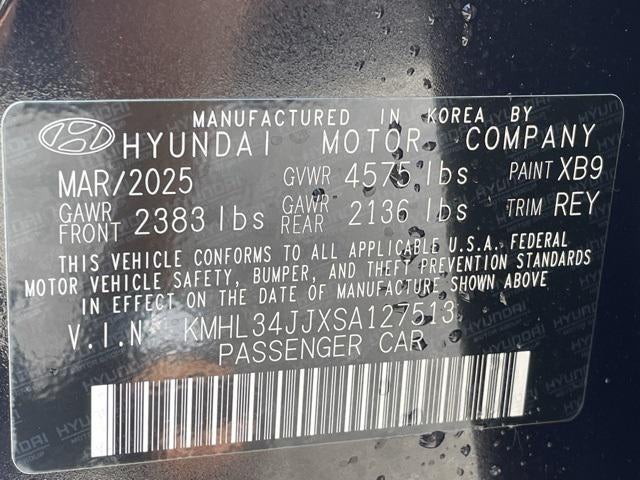 MANUFACTURED IN KOREA BY
HYUNDAI MOTOR COMPANY
MAR/2025 GVWR 4575 lbs PAINT XB9
GAWR FRONT 2383 lbs GAWR REAR 2136 lbs TRIM REY
THIS VEHICLE CONFORMS TO ALL APPLICABLE U.S.A. FEDERAL
MOTOR VEHICLE SAFETY, BUMPER, AND THEFT PREVENTION STANDARDS
IN EFFECT ON THE DATE OF MANUFACTURE SHOWN ABOVE
V.I.N KMHL34JJXSA127513
PASSENGER CAR